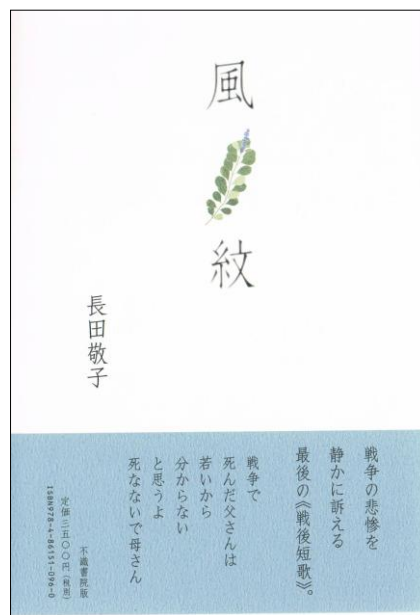 風紋
長田敬子
戦争の悲惨を
静かに訴える
最後の《戦後短歌》。
戦争で
死んだ父さんは
若いから
分からない
と思うよ
死なないで母さん
不識書院版
定価三五〇〇円(税別)
ISBN978-4-86151-096-0